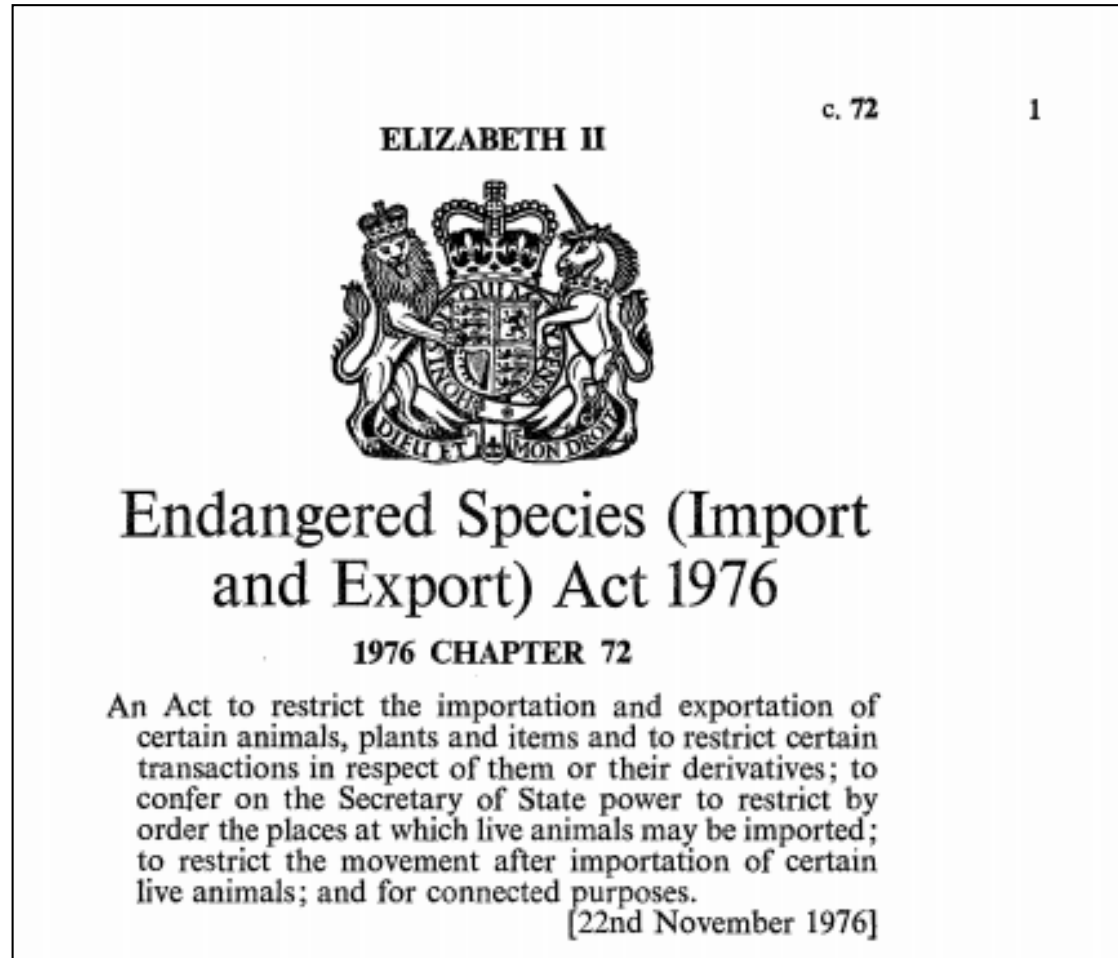 c. 72 1
ELIZABETH II
DIEU ET MON DROIT
Endangered Species (Import
and Export) Act 1976
1976 CHAPTER 72
An Act to restrict the importation and exportation of
certain animals, plants and items and to restrict certain
transactions in respect of them or their derivatives; to
confer on the Secretary of State power to restrict by
order the places at which live animals may be imported;
to restrict the movement after importation of certain
live animals; and for connected purposes.
[22nd November 1976]